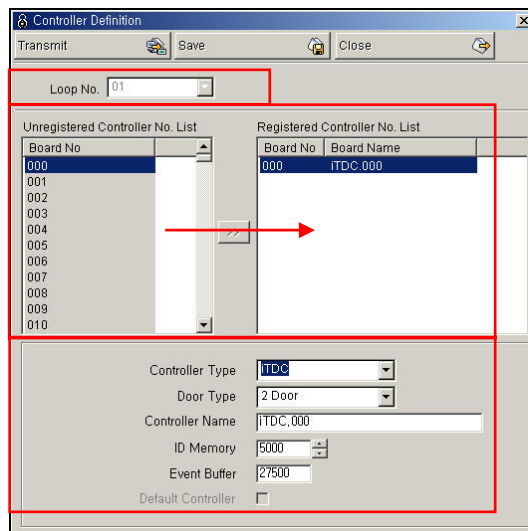 Controller Definition
Transmit Save Close
Loop No. 01
Unregistered Controller No. List Registered Controller No. List
Board No Board No Board Name
000 000 iTDC.000
001
002
003
004 >>
005
006
007
008
009
010
Controller Type iTDC
Door Type 2 Door
Controller Name iTDC,000
ID Memory 5000
Event Buffer 27500
Default Controller